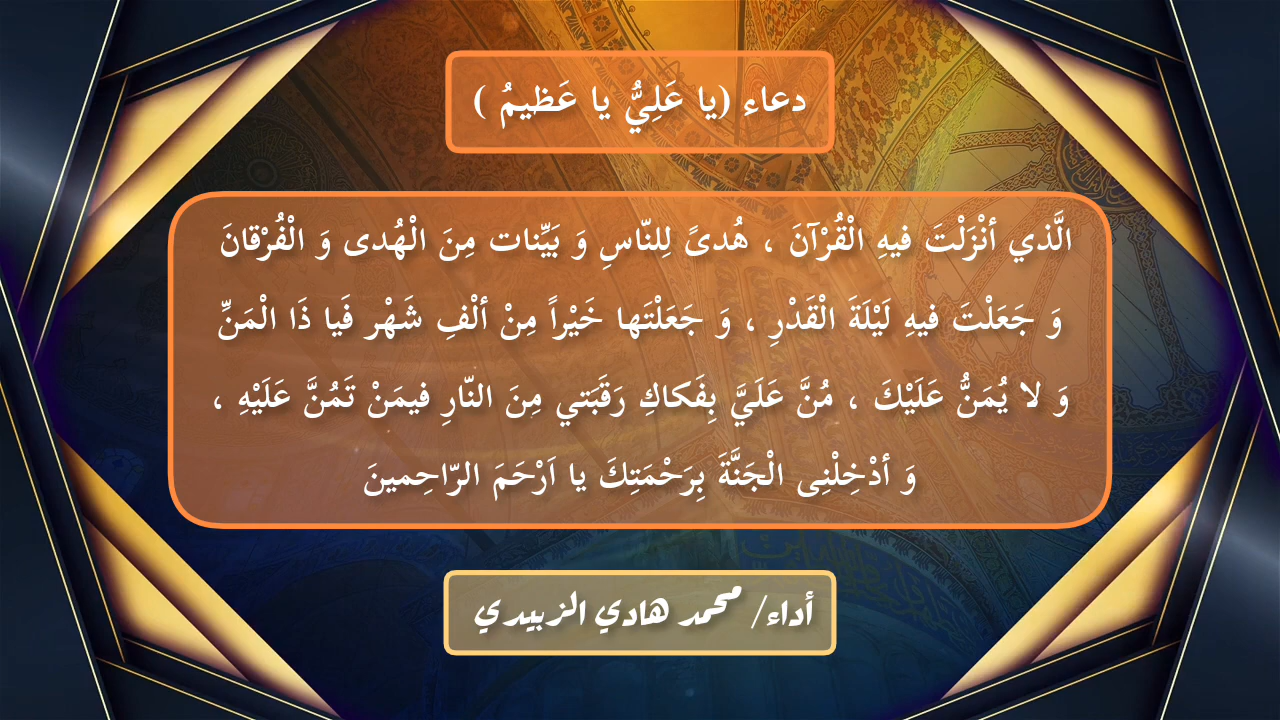 دعاء (يا عَلِيُّ يا عَظيمُ )
الَّذي أنْزَلْتَ فيهِ الْقُرْآنَ ، هُدىً لِلنّاسِ وَ بَيِّنات مِنَ الْهُدى وَ الْفُرْقانَ
وَ جَعَلْتَ فيهِ لَيْلَةَ الْقَدْرِ ، وَ جَعَلْتَها خَيْراً مِنْ ألْفِ شَهْر فَيا ذَا الْمَنِّ
وَ لا يُمَنُّ عَلَيْكَ ، مُنَّ عَلَيَّ بِفَكاكِ رَقَبَتي مِنَ النّارِ فيمَنْ تَمُنَّ عَلَيْهِ ،
وَ أدْخِلْنِى الْجَنَّةَ بِرَحْمَتِكَ يا اَرْحَمَ الرّاحِمينَ
أداء/ محمد هادي الزبيدي